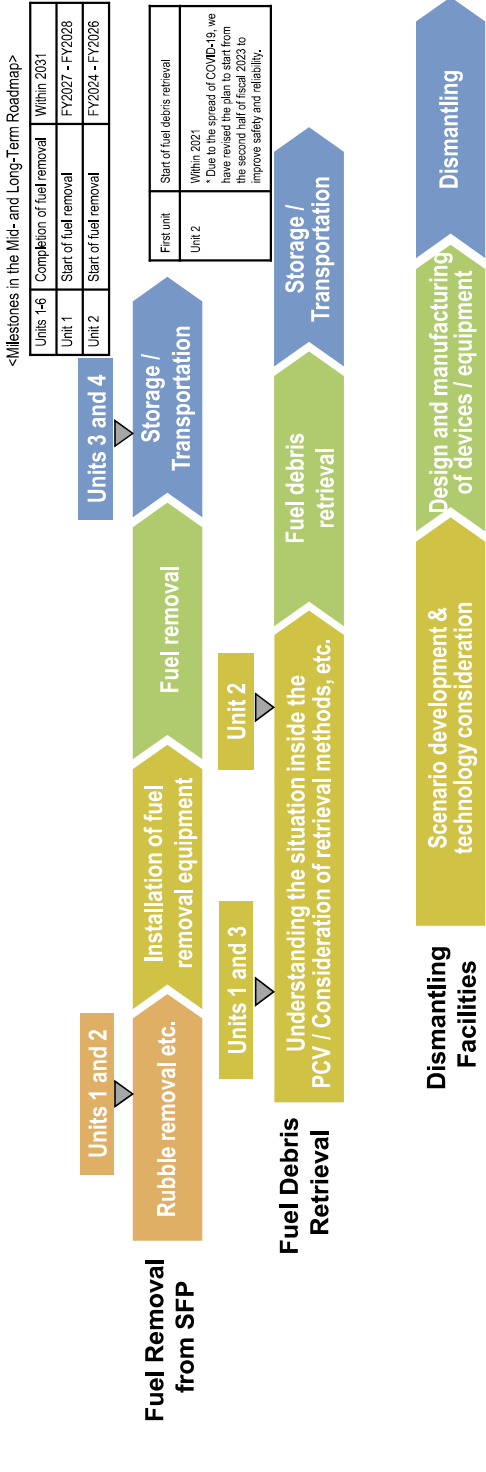 <Milestones in the Mid- and Long-Term Roadmap>
Units 1-6 Completion of fuel removal Within 2031
Unit 1 Start of fuel removal FY2027 - FY2028
Unit 2 Start of fuel removal FY2024 - FY2026
Units 1 and 2
Units 3 and 4
Fuel Removal
from SFP
Rubble removal etc.
Installation of fuel
removal equipment
Fuel removal
Storage /
Transportation
First unit Start of fuel debris retrieval
Unit 2 Within 2021
* Due to the spread of COVID-19, we
have revised the plan to start from
the second half of fiscal 2023 to
improve safety and reliability.
Units 1 and 3
Unit 2
Fuel Debris
Retrieval
Understanding the situation inside the
PCV / Consideration of retrieval methods, etc.
Fuel debris
retrieval
Storage /
Transportation
Dismantling
Facilities
Scenario development &
technology consideration
Design and manufacturing
of devices / equipment
Dismantling